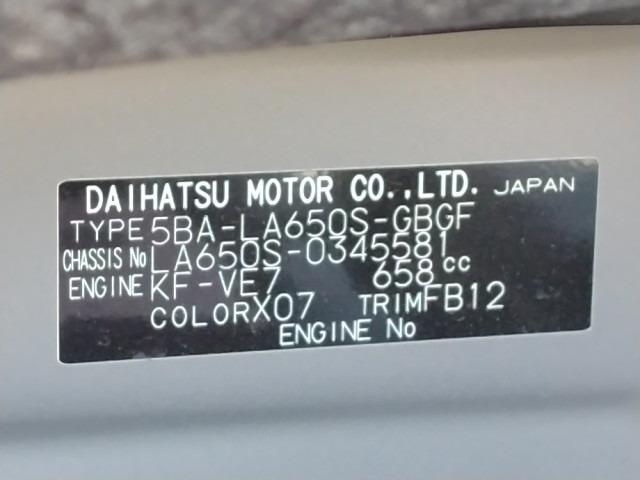 DAIHATSU MOTOR CO.,LTD. JAPAN
TYPE 5BA-LA650S-GBGF
CHASSIS No LA650S-0345581
ENGINE KF-VE7 658cc
COLOR X07 TRIM FB12
ENGINE No